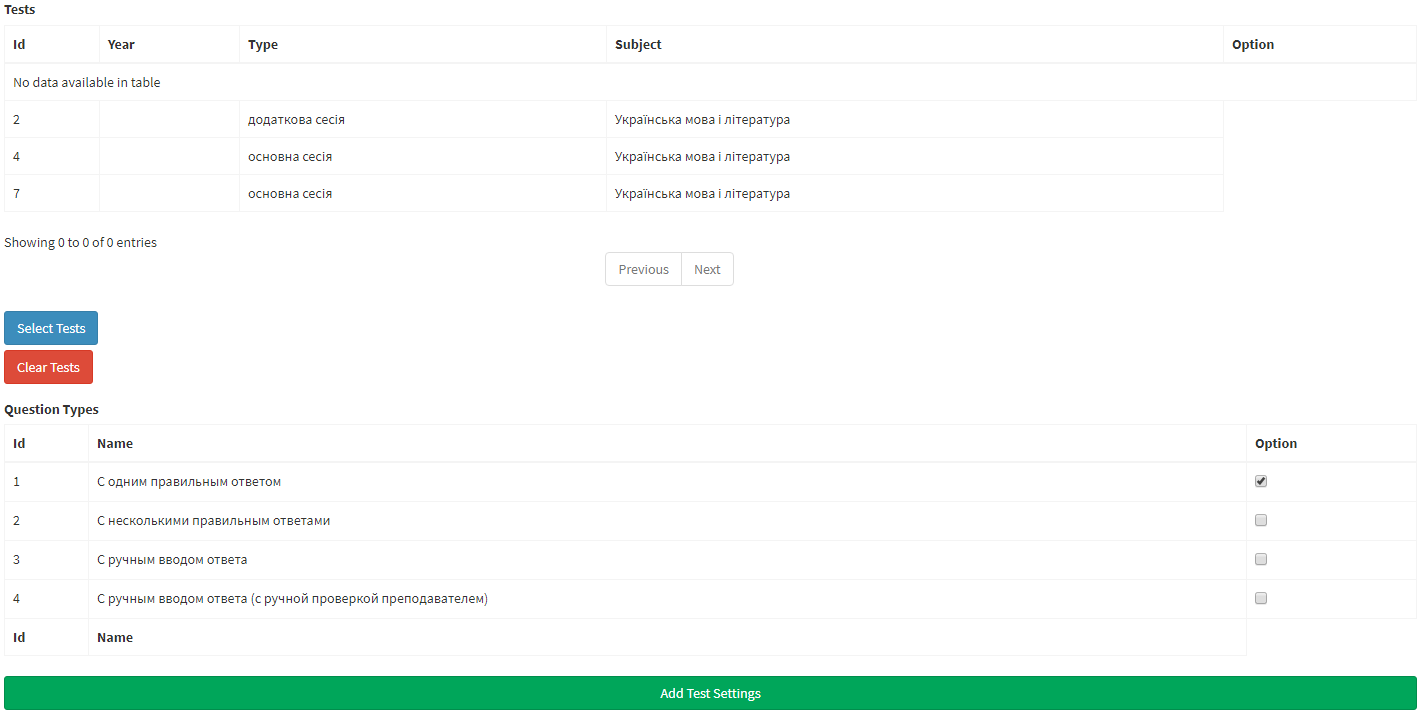 Tests
Id Year Type Subject Option
No data available in table
2 додаткова сесія Українська мова і література
4 основна сесія Українська мова і література
7 основна сесія Українська мова і література
Showing 0 to 0 of 0 entries
Previous Next
Select Tests
Clear Tests
Question Types
Id Name Option
1 С одним правильным ответом
2 С несколькими правильным ответами
3 С ручным вводом ответа
4 С ручным вводом ответа (с ручной проверкой преподавателем)
Id Name
Add Test Settings